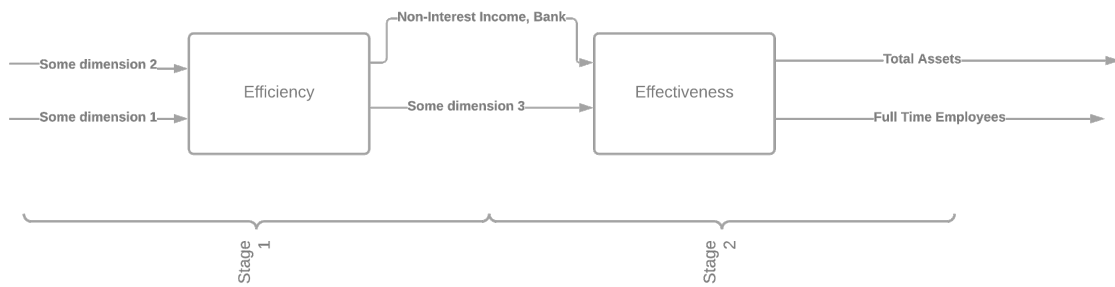 Non-Interest Income, Bank
Some dimension 2
Efficiency
Effectiveness
Total Assets
Some dimension 1
Some dimension 3
Full Time Employees
Stage 1
Stage 2